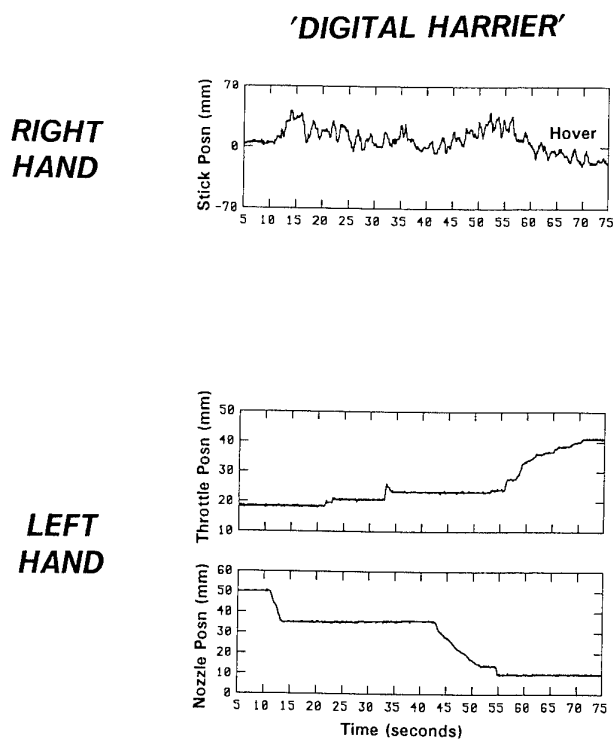 'DIGITAL HARRIER'
RIGHT
HAND
Stick Posn (mm)
70
0
-70
Hover
5 10 15 20 25 30 35 40 45 50 55 60 65 70 75
LEFT
HAND
Throttle Posn (mm)
50
40
30
20
10
Nozzle Posn (mm)
60
50
40
30
20
10
0
5 10 15 20 25 30 35 40 45 50 55 60 65 70 75
Time (seconds)